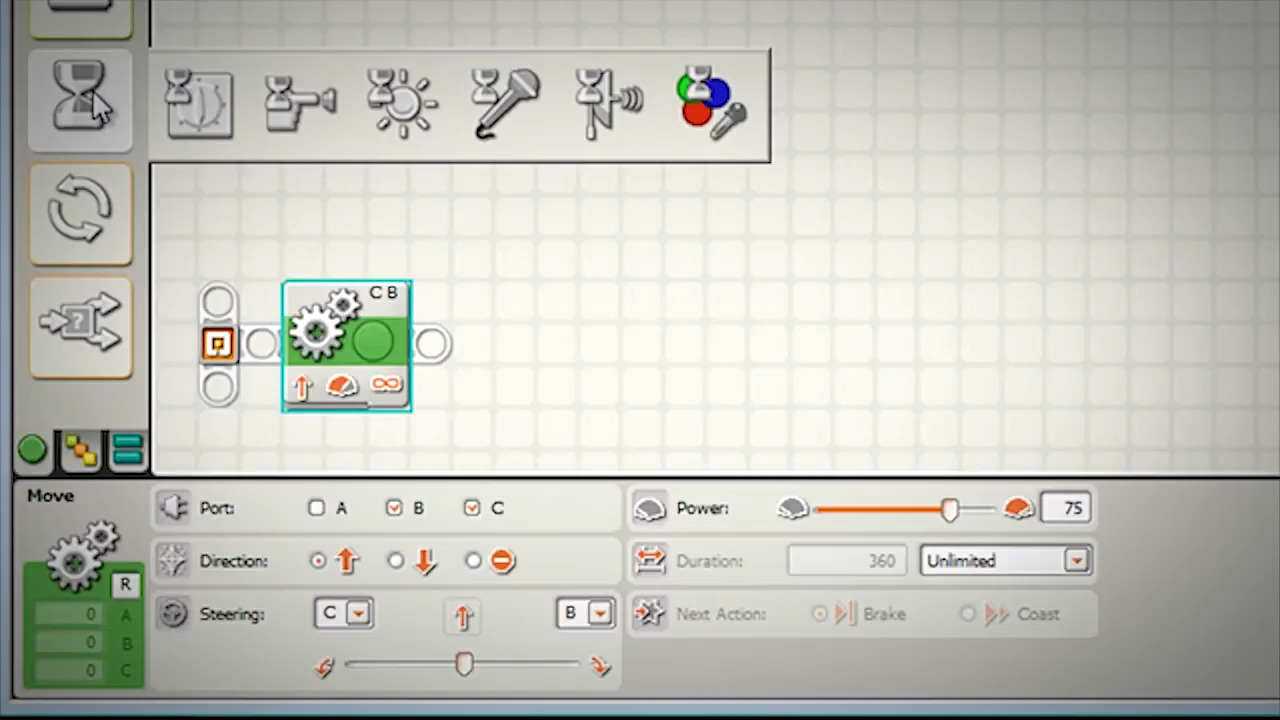 C B
Move
Port: A B C
Power: 75
Direction:
Duration: 360 Unlimited
R
0 A
0 B
0 C
Steering: C B
Next Action: Brake Coast